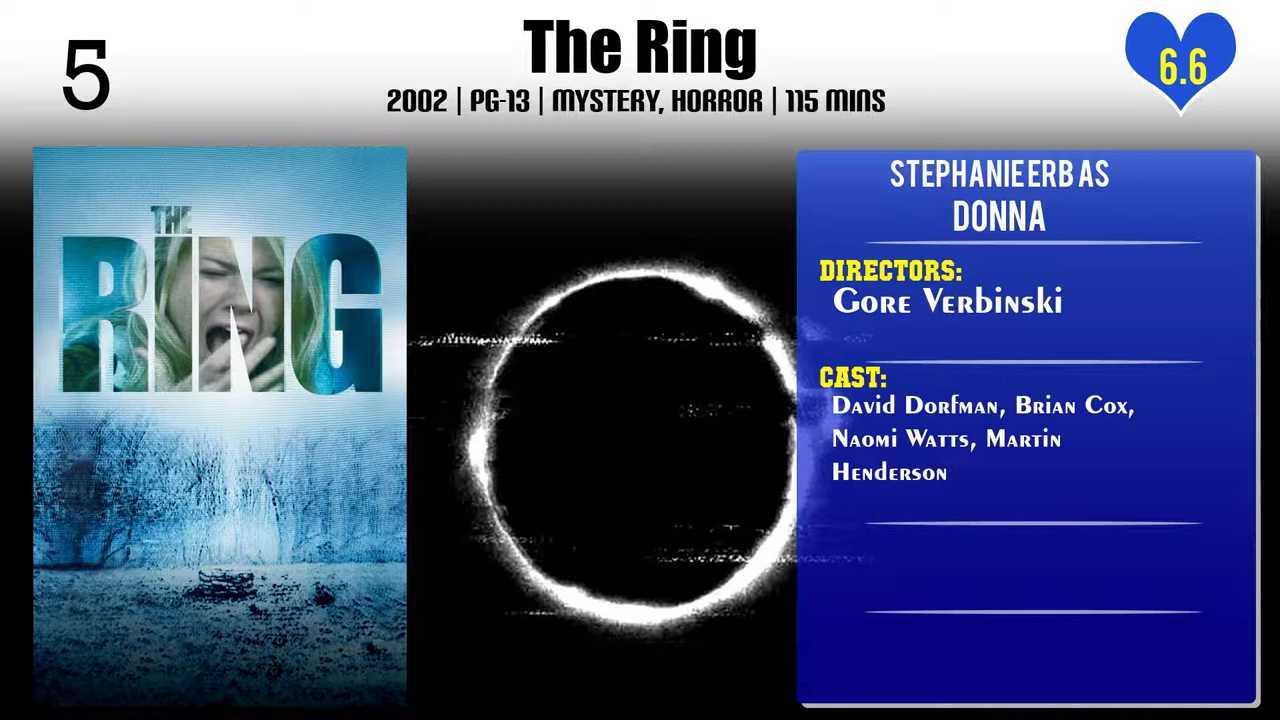 5
The Ring
2002 | PG-13 | MYSTERY, HORROR | 115 MINS
6.6
THE
RING
STEPHANIE ERB AS
DONNA
DIRECTORS:
Gore Verbinski
CAST:
David Dorfman, Brian Cox,
Naomi Watts, Martin
Henderson